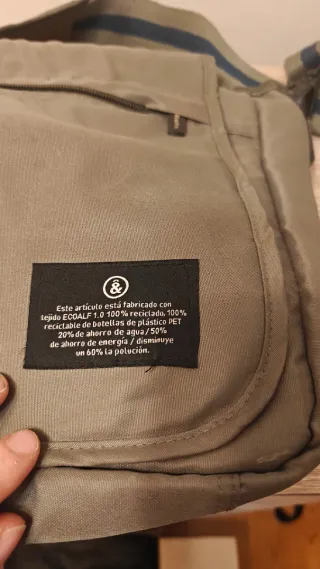 &
Este artículo está fabricado con
tejido ECOALF 1.0 100% reciclado, 100%
reciclable de botellas de plástico PET
20% de ahorro de agua / 50%
de ahorro de energía / disminuye
un 60% la polución.